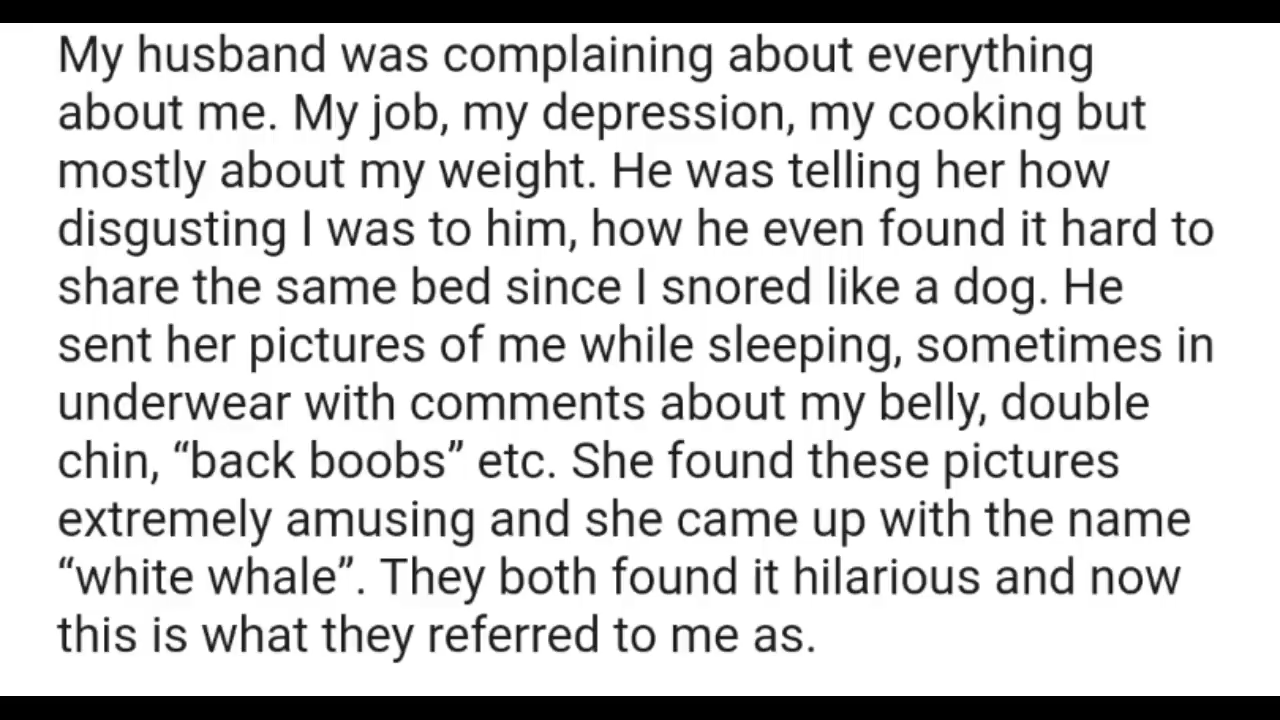 My husband was complaining about everything
about me. My job, my depression, my cooking but
mostly about my weight. He was telling her how
disgusting I was to him, how he even found it hard to
share the same bed since I snored like a dog. He
sent her pictures of me while sleeping, sometimes in
underwear with comments about my belly, double
chin, “back boobs” etc. She found these pictures
extremely amusing and she came up with the name
“white whale”. They both found it hilarious and now
this is what they referred to me as.